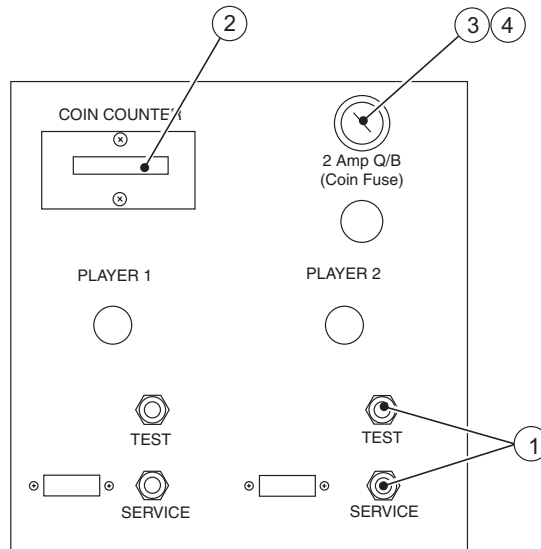 2
3 4
COIN COUNTER
2 Amp Q/B
(Coin Fuse)
PLAYER 1
PLAYER 2
TEST
TEST
1
SERVICE
SERVICE